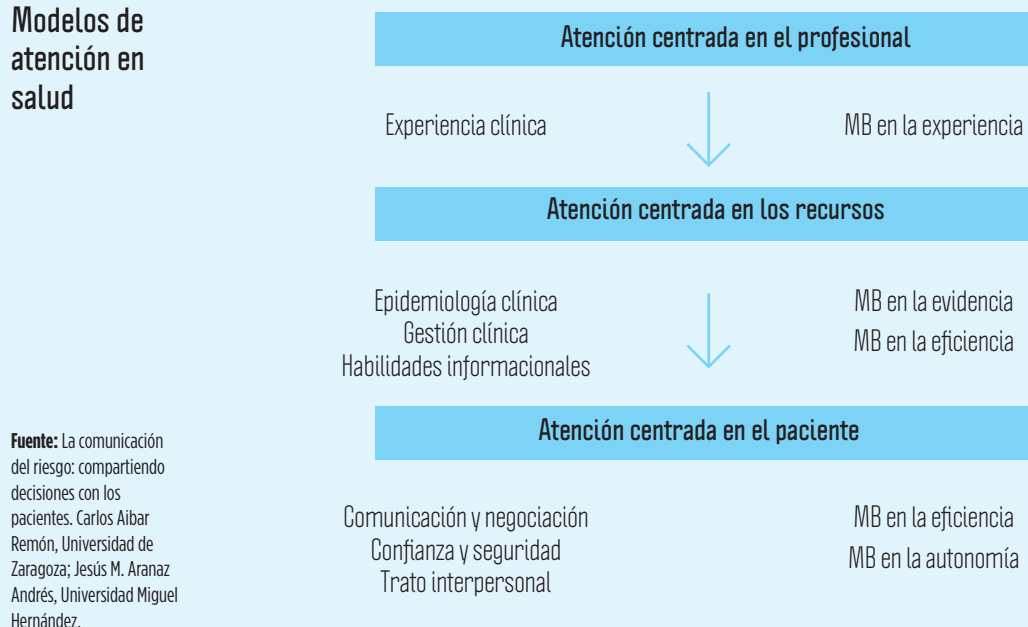 Modelos de
atención en
salud
Atención centrada en el profesional
Experiencia clínica
MB en la experiencia
Atención centrada en los recursos
Epidemiología clínica
Gestión clínica
Habilidades informacionales
MB en la evidencia
MB en la eficiencia
Atención centrada en el paciente
Comunicación y negociación
Confianza y seguridad
Trato interpersonal
MB en la eficiencia
MB en la autonomía
Fuente: La comunicación
del riesgo: compartiendo
decisiones con los
pacientes. Carlos Aibar
Remón, Universidad de
Zaragoza; Jesús M. Aranaz
Andrés, Universidad Miguel
Hernández.